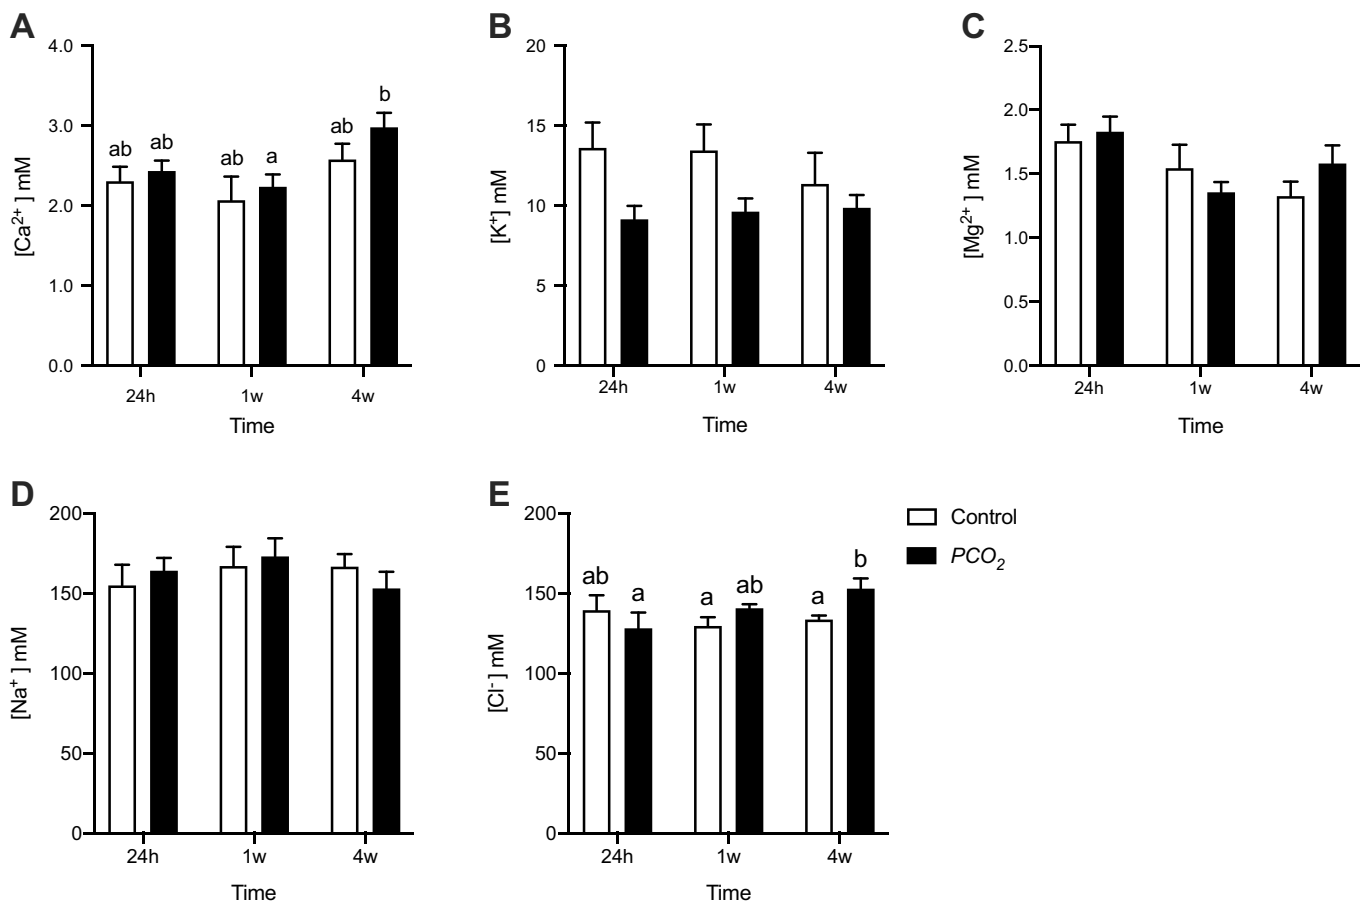 A
[Ca²⁺] mM
4.0
3.0
2.0
1.0
0.0
ab ab ab a ab b
24h 1w 4w
Time
B
[K⁺] mM
20
15
10
5
0
24h 1w 4w
Time
C
[Mg²⁺] mM
2.5
2.0
1.5
1.0
0.5
0.0
24h 1w 4w
Time
D
[Na⁺] mM
200
150
100
50
0
24h 1w 4w
Time
E
[Cl⁻] mM
200
150
100
50
0
ab a a ab a b
24h 1w 4w
Time
Control
PCO₂